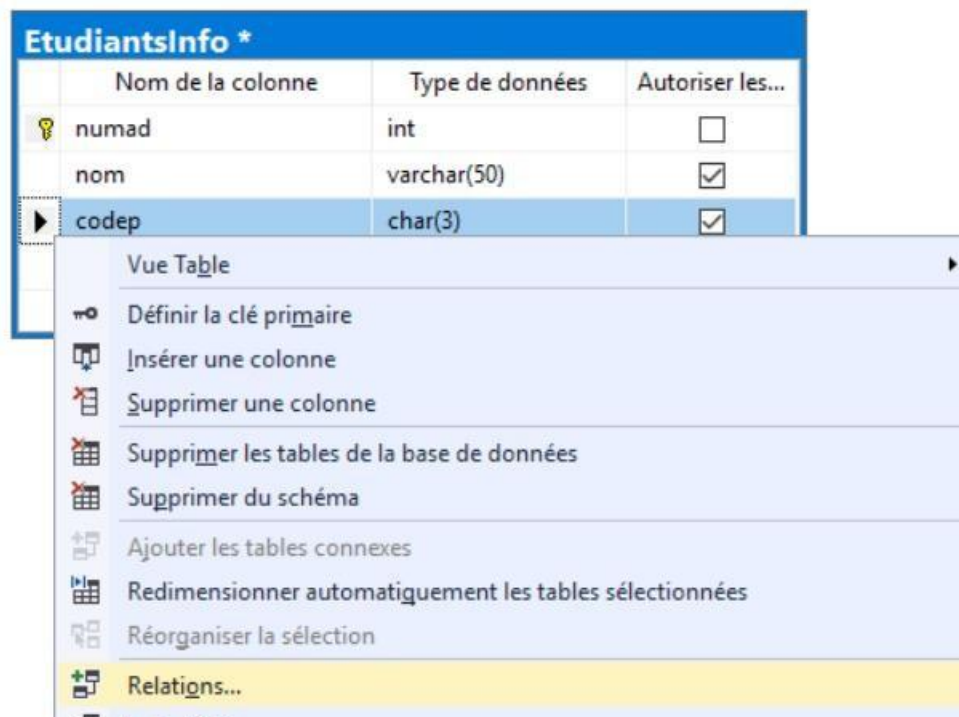 EtudiantsInfo *
Nom de la colonne Type de données Autoriser les...
numad int
nom varchar(50)
codep char(3)
Vue Table
Définir la clé primaire
Insérer une colonne
Supprimer une colonne
Supprimer les tables de la base de données
Supprimer du schéma
Ajouter les tables connexes
Redimensionner automatiquement les tables sélectionnées
Réorganiser la sélection
Relations...